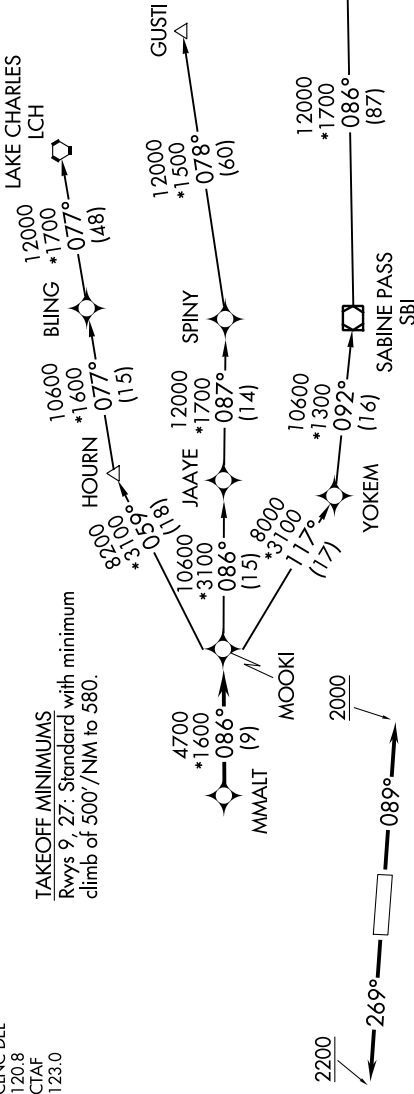 120.8
CTAF
123.0
TAKEOFF MINIMUMS
Rwys 9, 27: Standard with minimum
climb of 500'/NM to 580.
LAKE CHARLES
LCH
12000
*1700
077°
(48)
BLING
10600
*1600
077°
(15)
HOURN
8200
*3100
059°
(18)
GUSTI
12000
*1500
078°
(60)
SPINY
12000
*1700
087°
(14)
JAAYE
10600
*3100
086°
(15)
MOOKI
4700
*1600
086°
(9)
MMALT
8000
*3100
117°
(17)
YOKEM
10600
*1300
092°
(16)
SABINE PASS
SBI
12000
*1700
086°
(87)
2200
269°
089°
2000